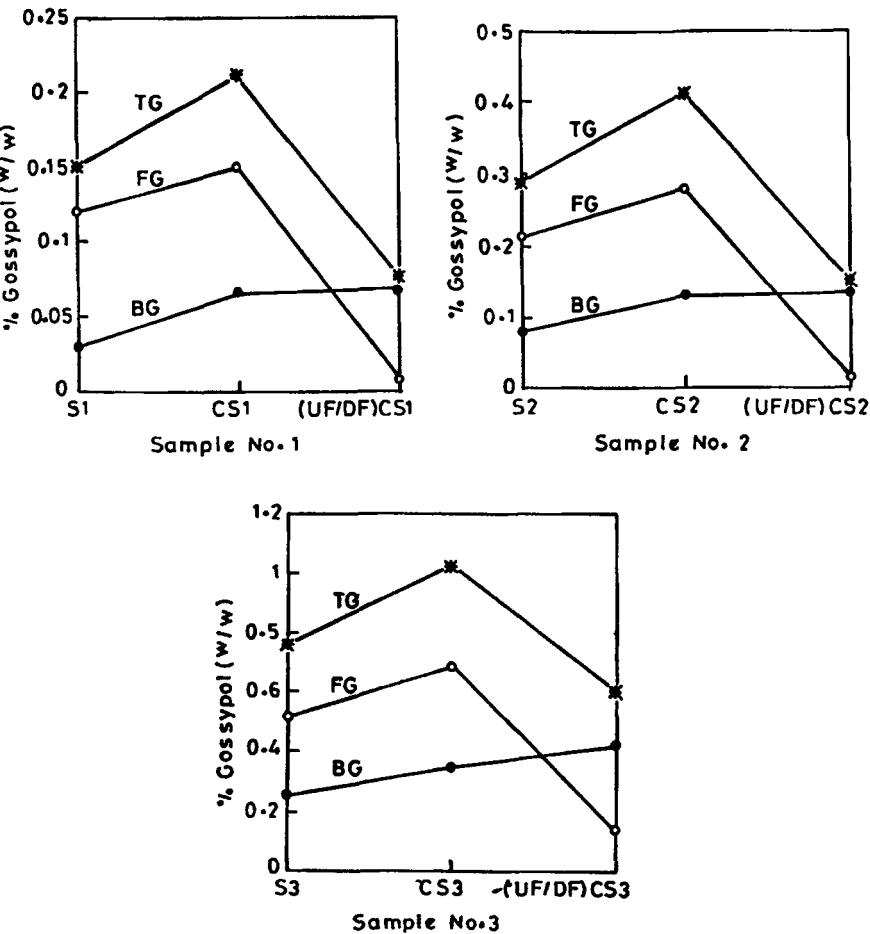 0.25
0.2
0.15
0.1
0.05
0
% Gossypol (w/w)
TG
FG
BG
S1 CS1 (UF/DF)CS1
Sample No. 1
0.5
0.4
0.3
0.2
0.1
0
% Gossypol (w/w)
TG
FG
BG
S2 CS2 (UF/DF)CS2
Sample No. 2
1.2
1
0.5
0.6
0.4
0.2
0
% Gossypol (w/w)
TG
FG
BG
S3 CS3 (UF/DF)CS3
Sample No.3